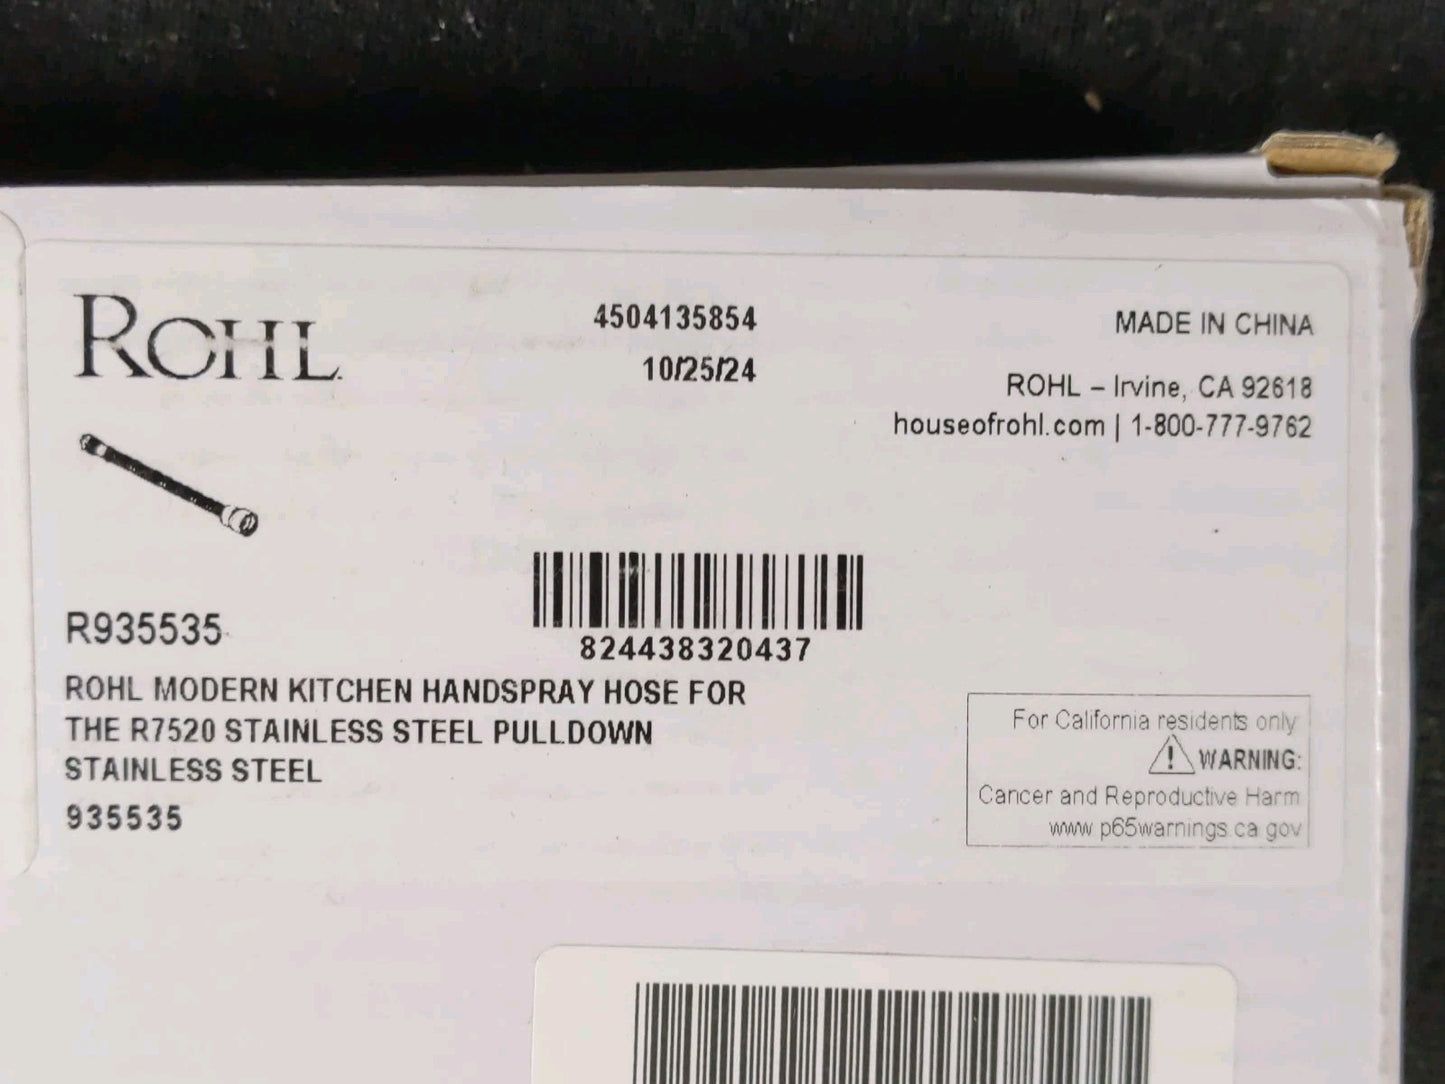 ROHL
4504135854
10/25/24
MADE IN CHINA
ROHL – Irvine, CA 92618
houseofrohl.com | 1-800-777-9762
824438320437
R935535
ROHL MODERN KITCHEN HANDSPRAY HOSE FOR
THE R7520 STAINLESS STEEL PULLDOWN
STAINLESS STEEL
935535
For California residents only
WARNING:
Cancer and Reproductive Harm
www.p65warnings.ca.gov